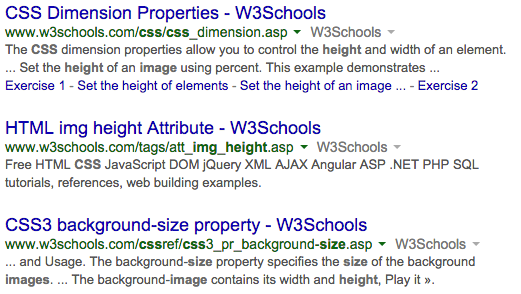 CSS Dimension Properties - W3Schools
www.w3schools.com/css/css_dimension.asp W3Schools
The CSS dimension properties allow you to control the height and width of an element.
... Set the height of an image using percent. This example demonstrates ...
Exercise 1 - Set the height of elements - Set the height of an image ... - Exercise 2
HTML img height Attribute - W3Schools
www.w3schools.com/tags/att_img_height.asp W3Schools
Free HTML CSS JavaScript DOM jQuery XML AJAX Angular ASP .NET PHP SQL
tutorials, references, web building examples.
CSS3 background-size property - W3Schools
www.w3schools.com/cssref/css3_pr_background-size.asp W3Schools
... and Usage. The background-size property specifies the size of the background
images. ... The background-image contains its width and height, Play it ».